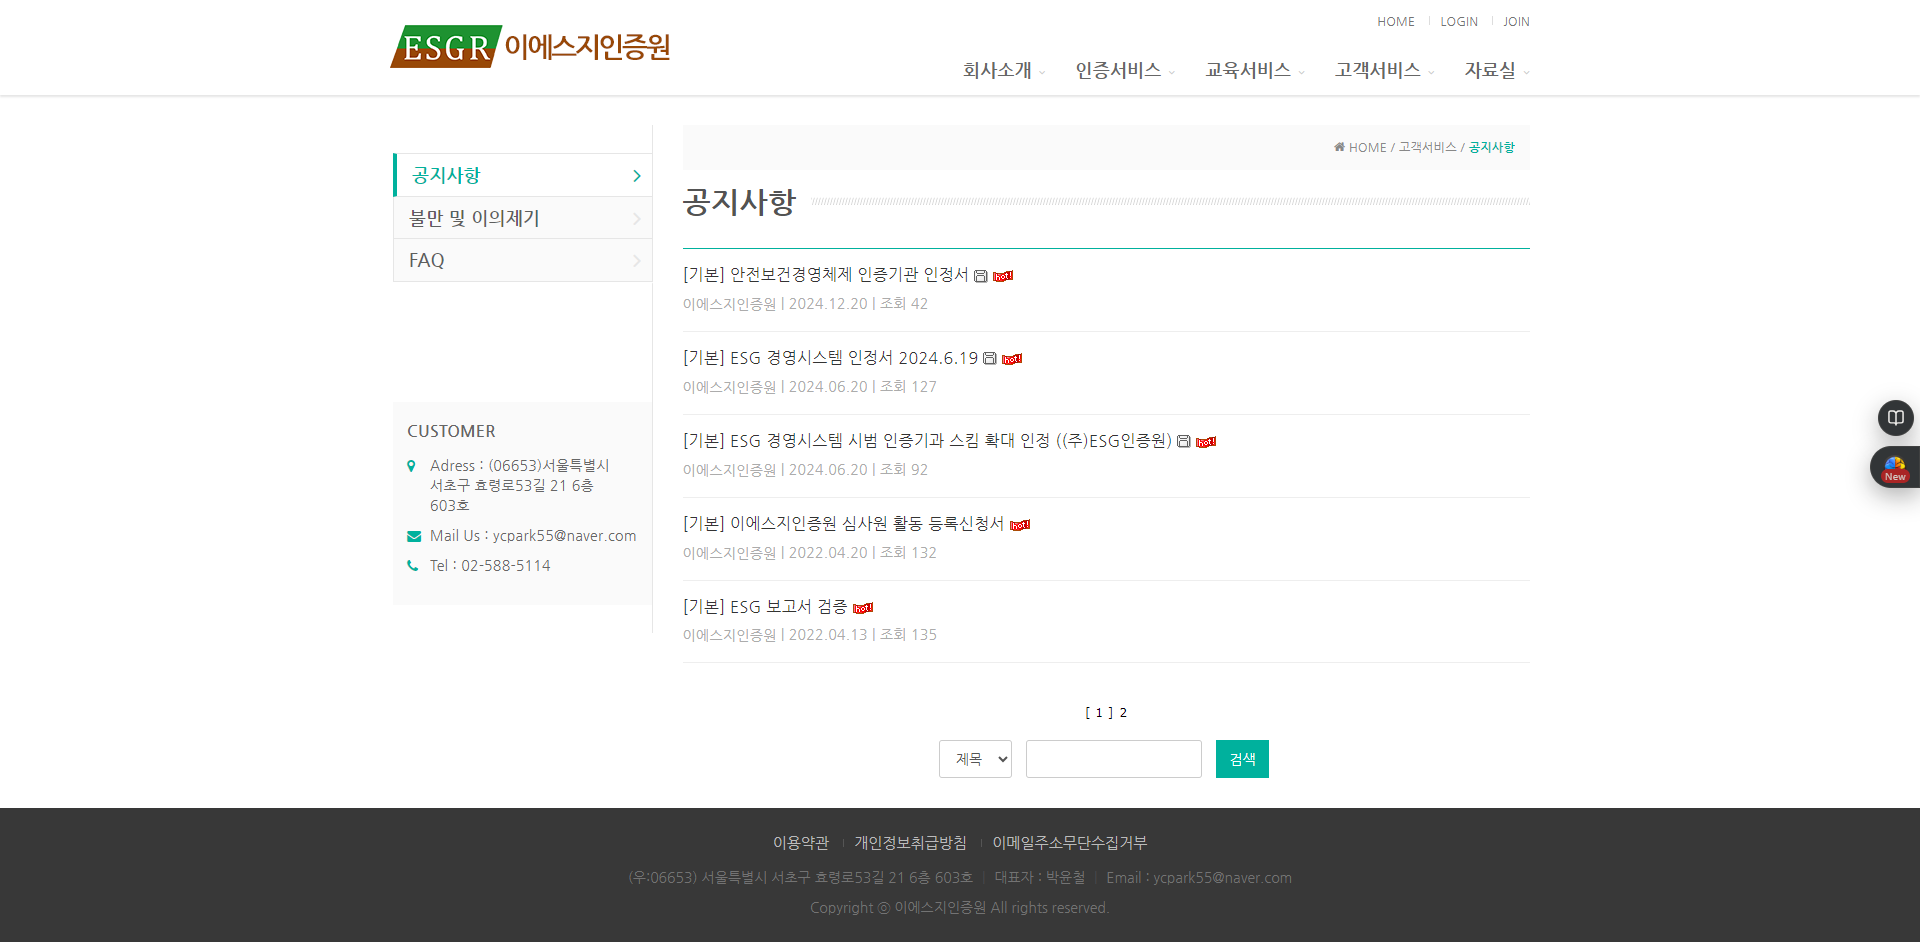 HOME LOGIN JOIN
ESGR 이에스지인증원
회사소개 인증서비스 교육서비스 고객서비스 자료실
공지사항
불만 및 이의제기
FAQ
CUSTOMER
Adress : (06653)서울특별시
서초구 효령로53길 21 6층
603호
Mail Us : ycpark55@naver.com
Tel : 02-588-5114
HOME / 고객서비스 / 공지사항
공지사항
[기본] 안전보건경영체제 인증기관 인정서 hot!
이에스지인증원 | 2024.12.20 | 조회 42
[기본] ESG 경영시스템 인정서 2024.6.19 hot!
이에스지인증원 | 2024.06.20 | 조회 127
[기본] ESG 경영시스템 시범 인증기과 스킴 확대 인정 ((주)ESG인증원) hot!
이에스지인증원 | 2024.06.20 | 조회 92
[기본] 이에스지인증원 심사원 활동 등록신청서 hot!
이에스지인증원 | 2022.04.20 | 조회 132
[기본] ESG 보고서 검증 hot!
이에스지인증원 | 2022.04.13 | 조회 135
[ 1 ] 2
제목 검색
New
이용약관 개인정보취급방침 이메일주소무단수집거부
(우:06653) 서울특별시 서초구 효령로53길 21 6층 603호 | 대표자 : 박윤철 | Email : ycpark55@naver.com
Copyright ⓒ 이에스지인증원 All rights reserved.